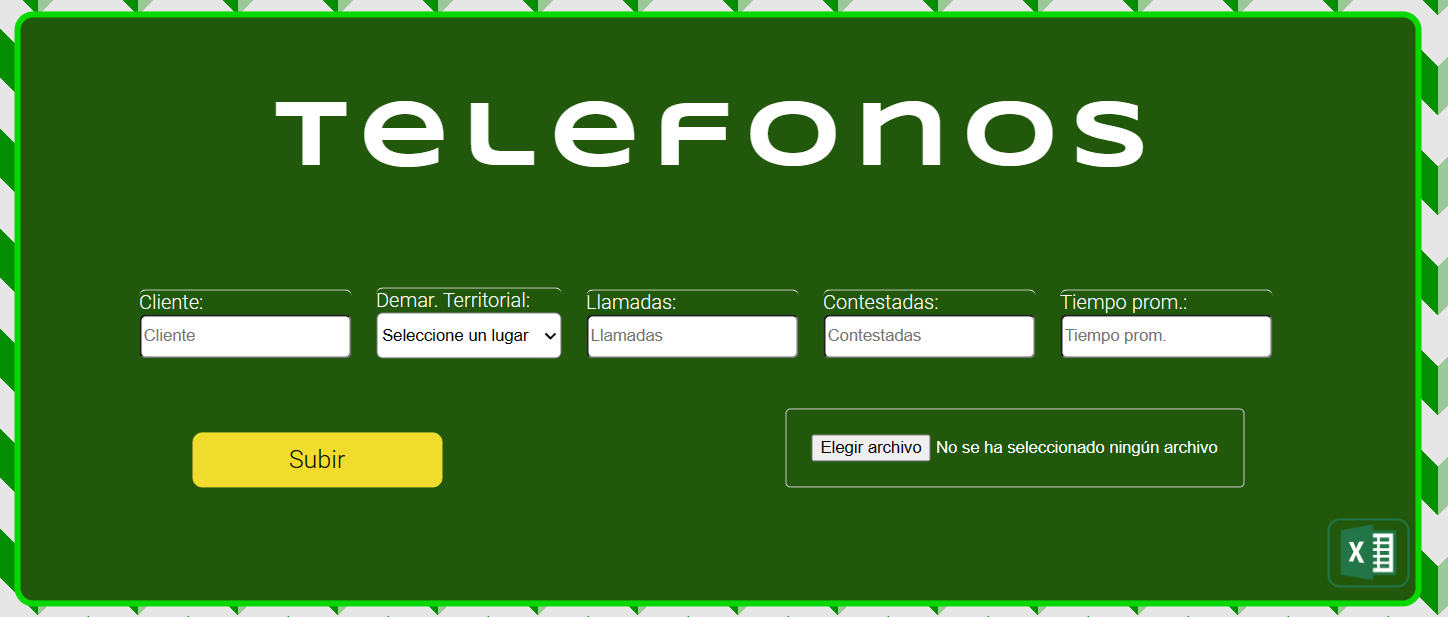 Telefonos
Cliente: Demar. Territorial: Llamadas: Contestadas: Tiempo prom.:
Cliente Seleccione un lugar Llamadas Contestadas Tiempo prom.
Subir Elegir archivo No se ha seleccionado ningún archivo
X